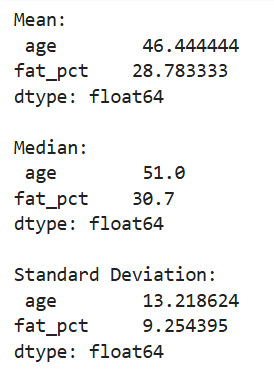 Mean:
age 46.444444
fat_pct 28.783333
dtype: float64
Median:
age 51.0
fat_pct 30.7
dtype: float64
Standard Deviation:
age 13.218624
fat_pct 9.254395
dtype: float64